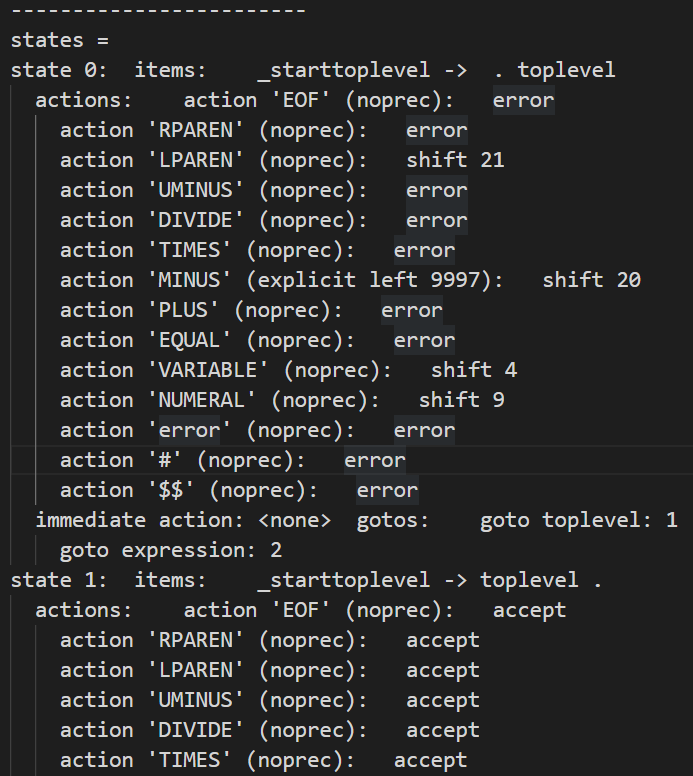 ------------------------
states =
state 0:  items:    _starttoplevel ->  . toplevel
  actions:    action 'EOF' (noprec):   error
    action 'RPAREN' (noprec):   error
    action 'LPAREN' (noprec):   shift 21
    action 'UMINUS' (noprec):   error
    action 'DIVIDE' (noprec):   error
    action 'TIMES' (noprec):   error
    action 'MINUS' (explicit left 9997):   shift 20
    action 'PLUS' (noprec):   error
    action 'EQUAL' (noprec):   error
    action 'VARIABLE' (noprec):   shift 4
    action 'NUMERAL' (noprec):   shift 9
    action 'error' (noprec):   error
    action '#' (noprec):   error
    action '$$' (noprec):   error
  immediate action: <none>  gotos:    goto toplevel: 1
    goto expression: 2
state 1:  items:    _starttoplevel -> toplevel .
  actions:    action 'EOF' (noprec):   accept
    action 'RPAREN' (noprec):   accept
    action 'LPAREN' (noprec):   accept
    action 'UMINUS' (noprec):   accept
    action 'DIVIDE' (noprec):   accept
    action 'TIMES' (noprec):   accept